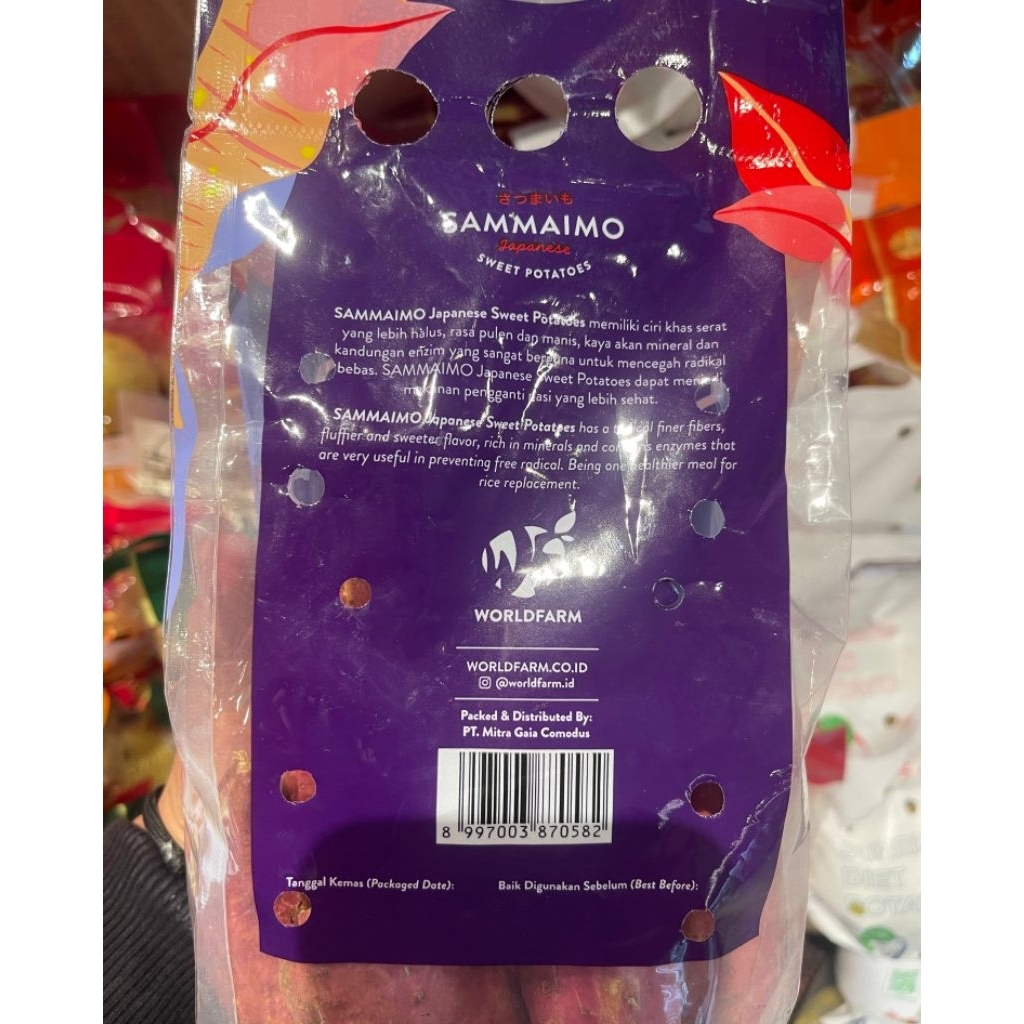 さつまいも
SAMMAIMO
Japanese
SWEET POTATOES
SAMMAIMO Japanese Sweet Potatoes memiliki ciri khas serat
yang lebih halus, rasa pulen dan manis, kaya akan mineral dan
kandungan enzim yang sangat berguna untuk mencegah radikal
bebas. SAMMAIMO Japanese Sweet Potatoes dapat menjadi
makanan pengganti nasi yang lebih sehat.
SAMMAIMO Japanese Sweet Potatoes has a typical finer fibers,
fluffier and sweeter flavor, rich in minerals and contains enzymes that
are very useful in preventing free radical. Being one healthier meal for
rice replacement.
WORLDFARM
WORLDFARM.CO.ID
@worldfarm.id
Packed & Distributed By:
PT. Mitra Gaia Comodus
8 997003 870582
Tanggal Kemas (Packaged Date):
Baik Digunakan Sebelum (Best Before):
DIET